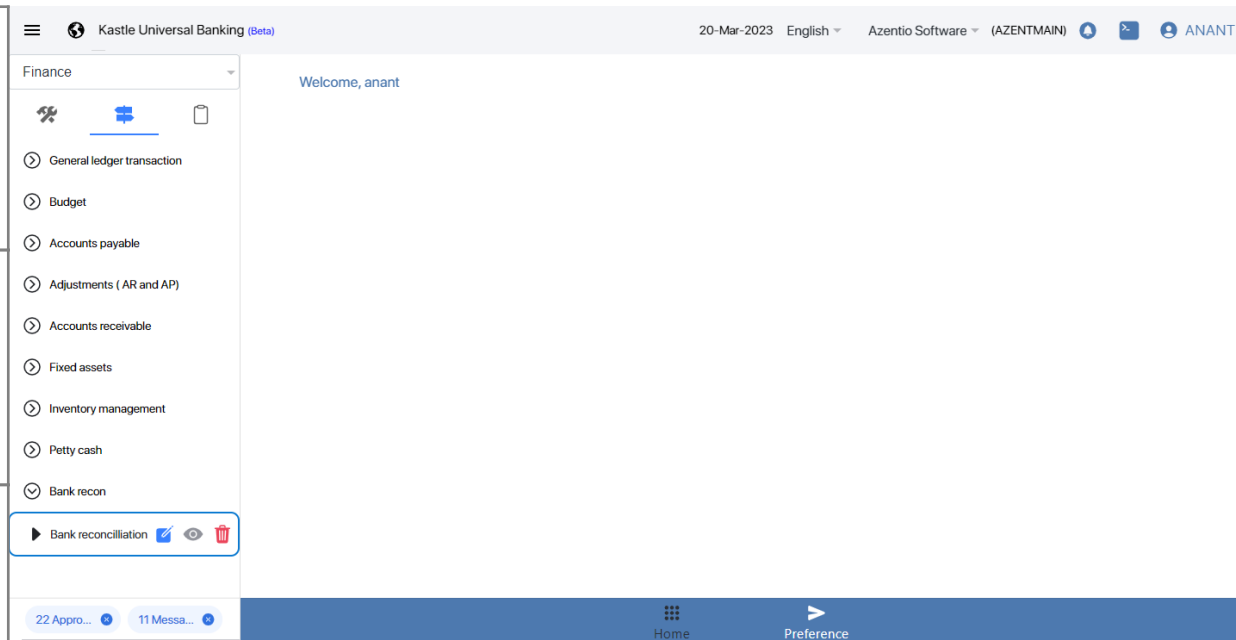 Kastle Universal Banking (Beta) 20-Mar-2023 English Azentio Software (AZENTMAIN) ANANT
Finance
Welcome, anant
General ledger transaction
Budget
Accounts payable
Adjustments ( AR and AP)
Accounts receivable
Fixed assets
Inventory management
Petty cash
Bank recon
Bank reconcilliation
22 Appro... 11 Messa...
Home Preference